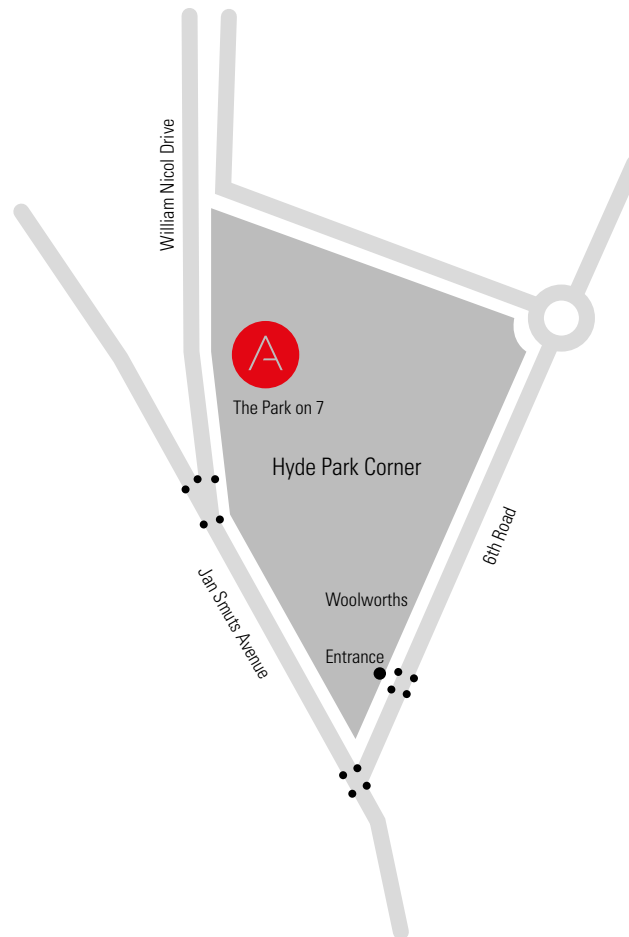 William Nicol Drive
A
The Park on 7
Hyde Park Corner
6th Road
Jan Smuts Avenue
Woolworths
Entrance